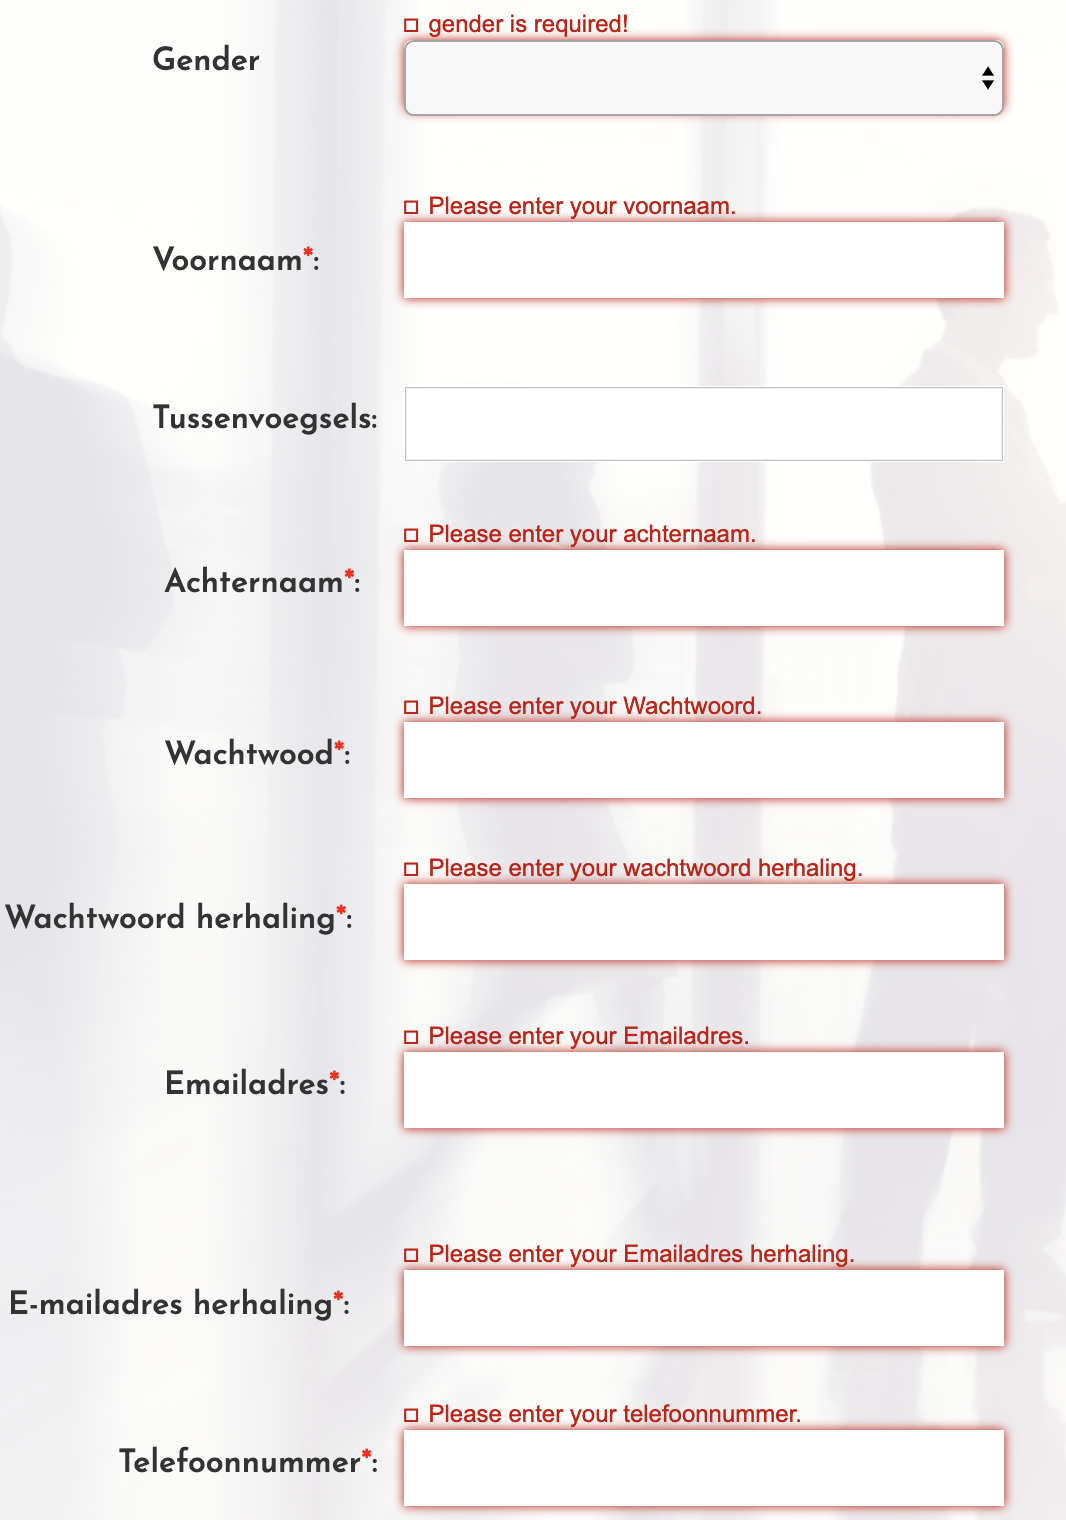 gender is required!
Gender
Please enter your voornaam.
Voornaam*:
Tussenvoegsels:
Please enter your achternaam.
Achternaam*:
Please enter your Wachtwoord.
Wachtwood*:
Please enter your wachtwoord herhaling.
Wachtwoord herhaling*:
Please enter your Emailadres.
Emailadres*:
Please enter your Emailadres herhaling.
E-mailadres herhaling*:
Please enter your telefoonnummer.
Telefoonnummer*: